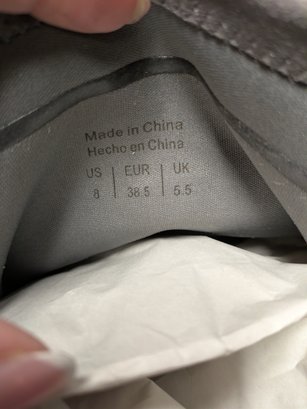 Made in China
Hecho en China
US | EUR | UK
8 | 38.5 | 5.5